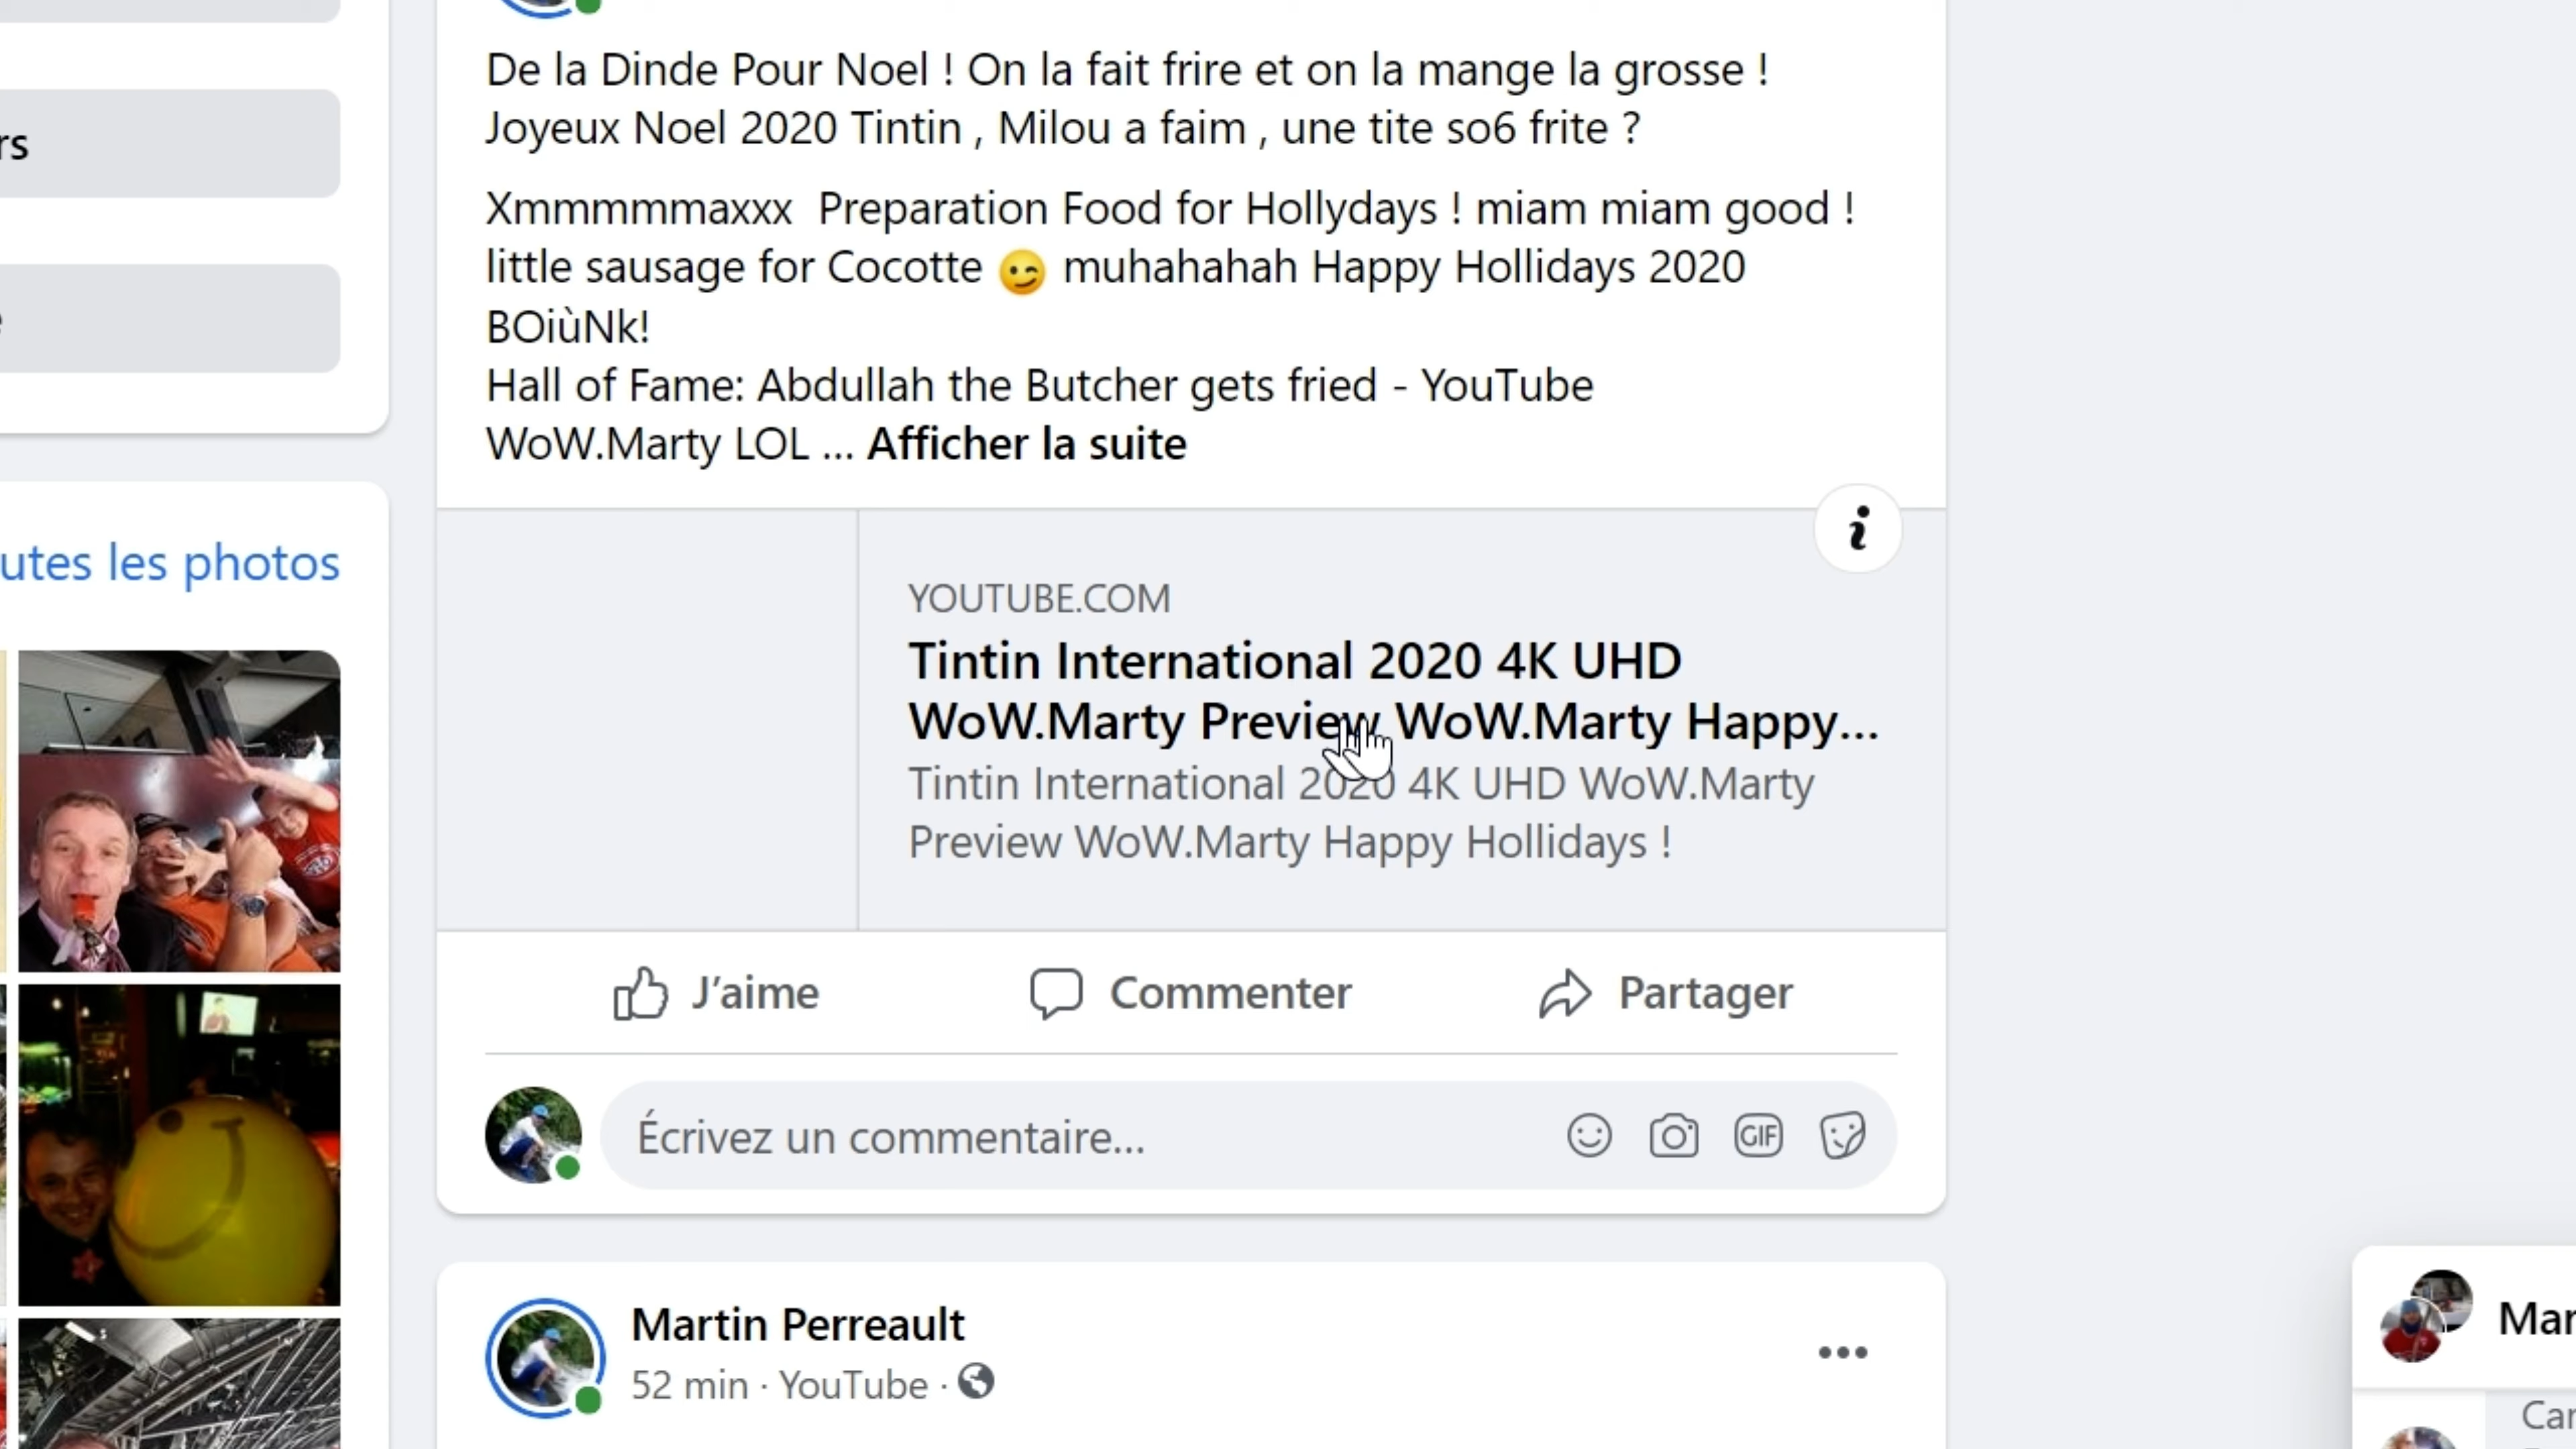 rs
e
utes les photos
De la Dinde Pour Noel ! On la fait frire et on la mange la grosse !
Joyeux Noel 2020 Tintin , Milou a faim , une tite so6 frite ?
Xmmmmmaxxx  Preparation Food for Hollydays ! miam miam good !
little sausage for Cocotte 😉 muhahahah Happy Hollidays 2020
BOiùNk!
Hall of Fame: Abdullah the Butcher gets fried - YouTube
WoW.Marty LOL ... Afficher la suite
i
YOUTUBE.COM
Tintin International 2020 4K UHD
WoW.Marty Preview WoW.Marty Happy...
Tintin International 2020 4K UHD WoW.Marty
Preview WoW.Marty Happy Hollidays !
J'aime Commenter Partager
Écrivez un commentaire...
GIF
Martin Perreault
52 min · YouTube ·
Mar
Car